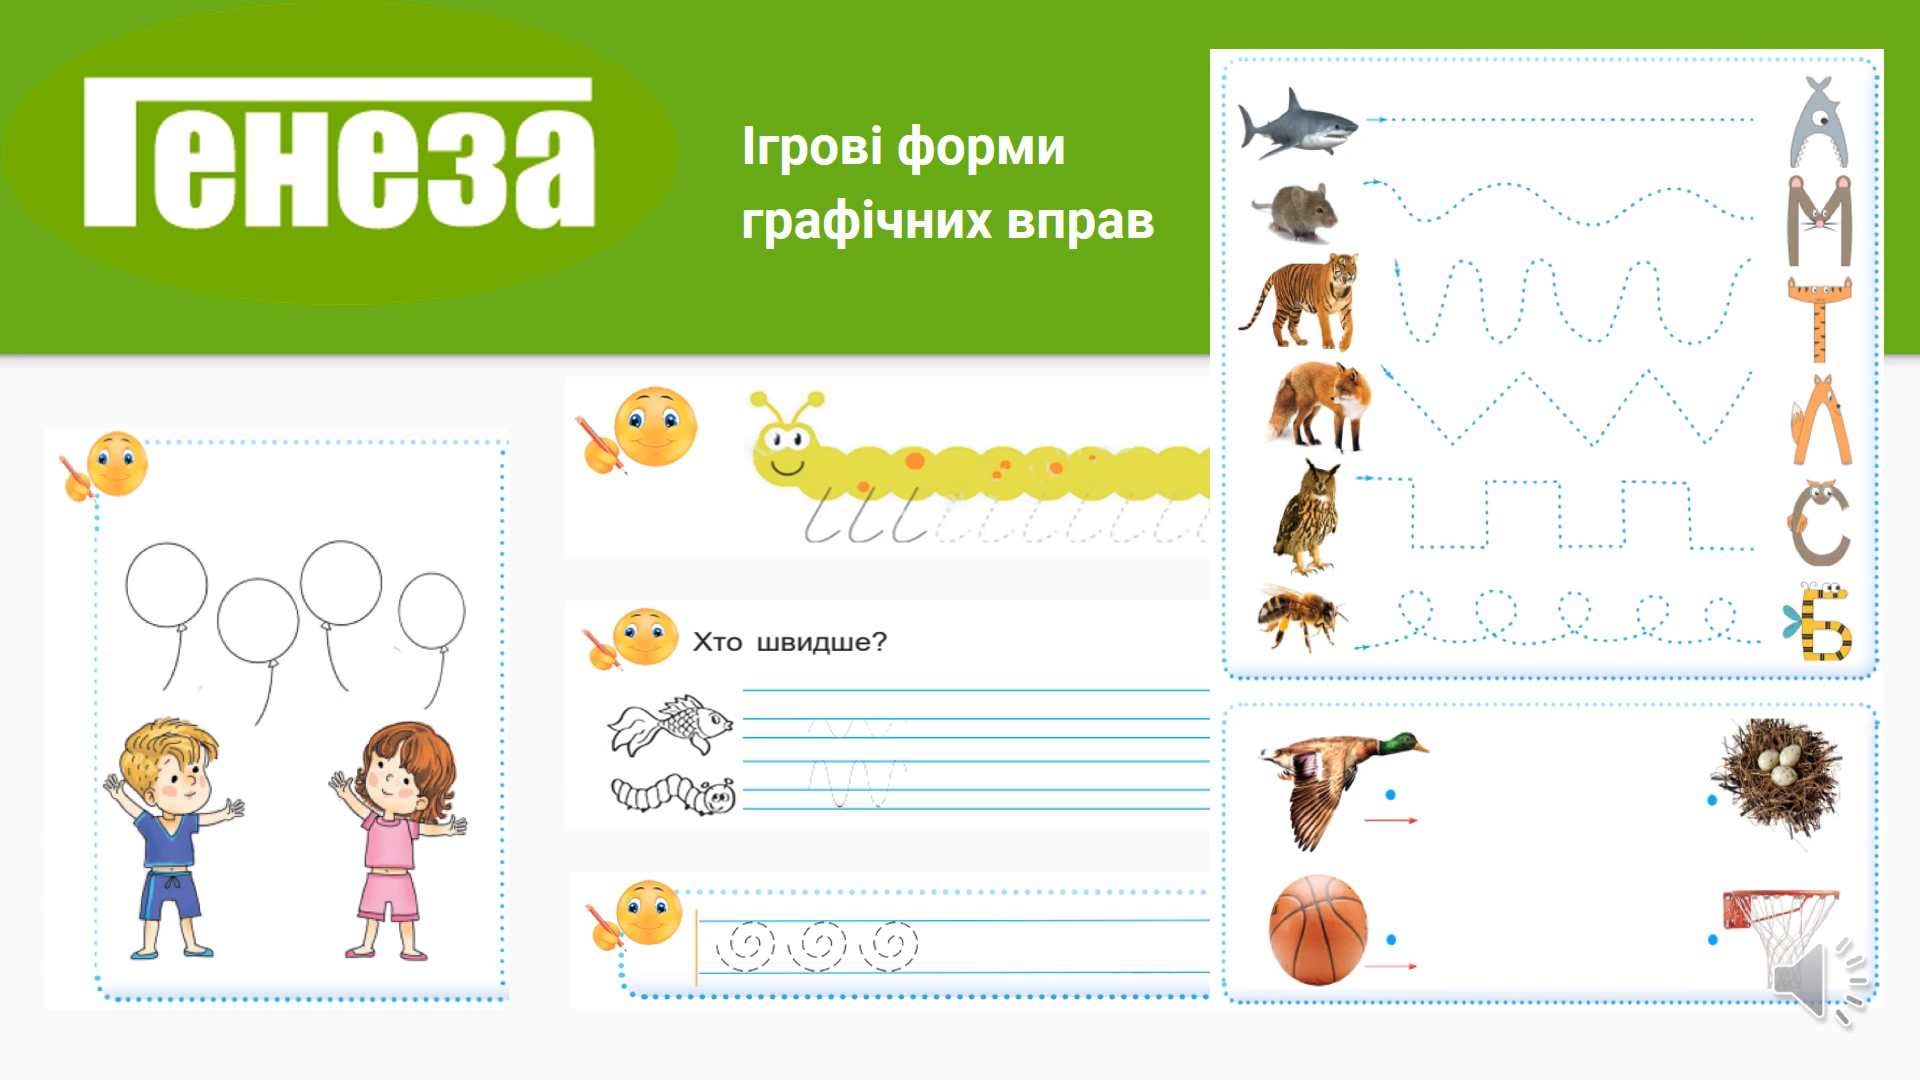 Генеза
Ігрові форми
графічних вправ
Хто швидше?
А
М
Т
Л
С
Б